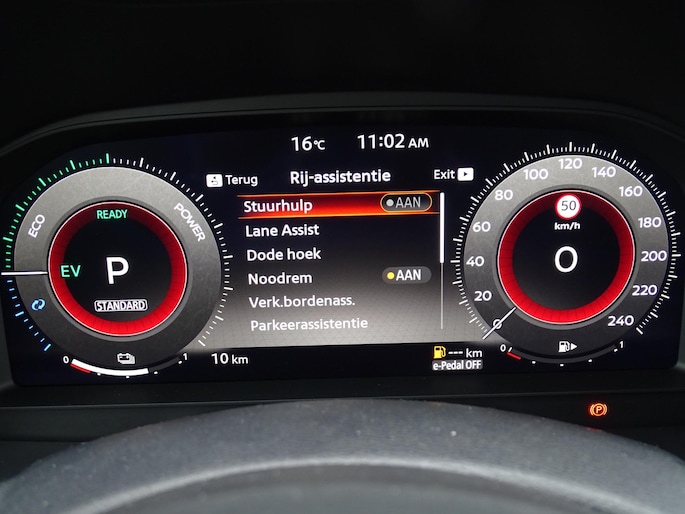 16°C 11:02 AM
Terug Rij-assistentie Exit
Stuurhulp AAN
Lane Assist
Dode hoek
Noodrem AAN
Verk.bordenass.
Parkeerassistentie
ECO POWER
READY
EV P
STANDARD
0 1
10 km
--- km
e-Pedal OFF
0 20 40 60 80 100 120 140 160 180 200 220 240
50
km/h
0
0 1
P